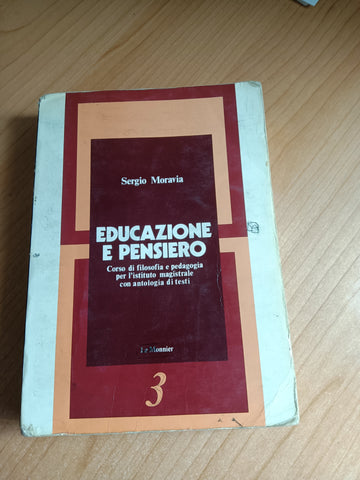 Sergio Moravia
EDUCAZIONE
E PENSIERO
Corso di filosofia e pedagogia
per l'istituto magistrale
con antologia di testi
Le Monnier
3